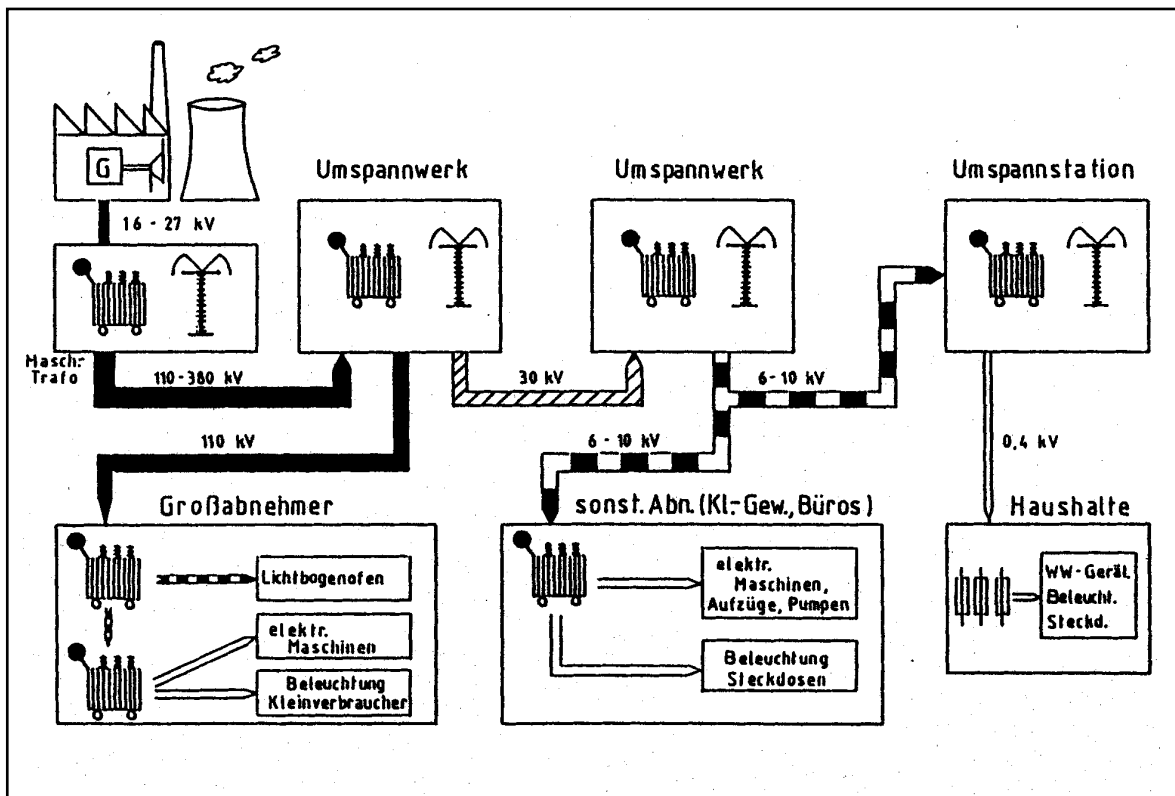 G
16 - 27 kV
Masch.-
Trafo
110-380 kV
Umspannwerk
110 kV
30 kV
Umspannwerk
6-10 kV
6 - 10 kV
Umspannstation
0,4 kV
Großabnehmer
Lichtbogenofen
elektr.
Maschinen
Beleuchtung
Kleinverbraucher
sonst. Abn. (Kl.-Gew., Büros)
elektr.
Maschinen,
Aufzüge, Pumpen
Beleuchtung
Steckdosen
Haushalte
WW-Gerät.
Beleucht.
Steckd.